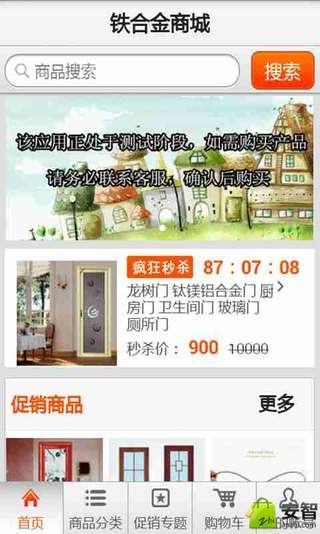 铁合金商城
商品搜索
搜索
该应用正处于测试阶段，如需购买产品
请务必联系客服，确认后购买
疯狂秒杀 87：07：08
龙树门 钛镁铝合金门 厨
房门 卫生间门 玻璃门
厕所门
秒杀价： 900 10000
促销商品
更多
首页
商品分类
促销专题
购物车
安智